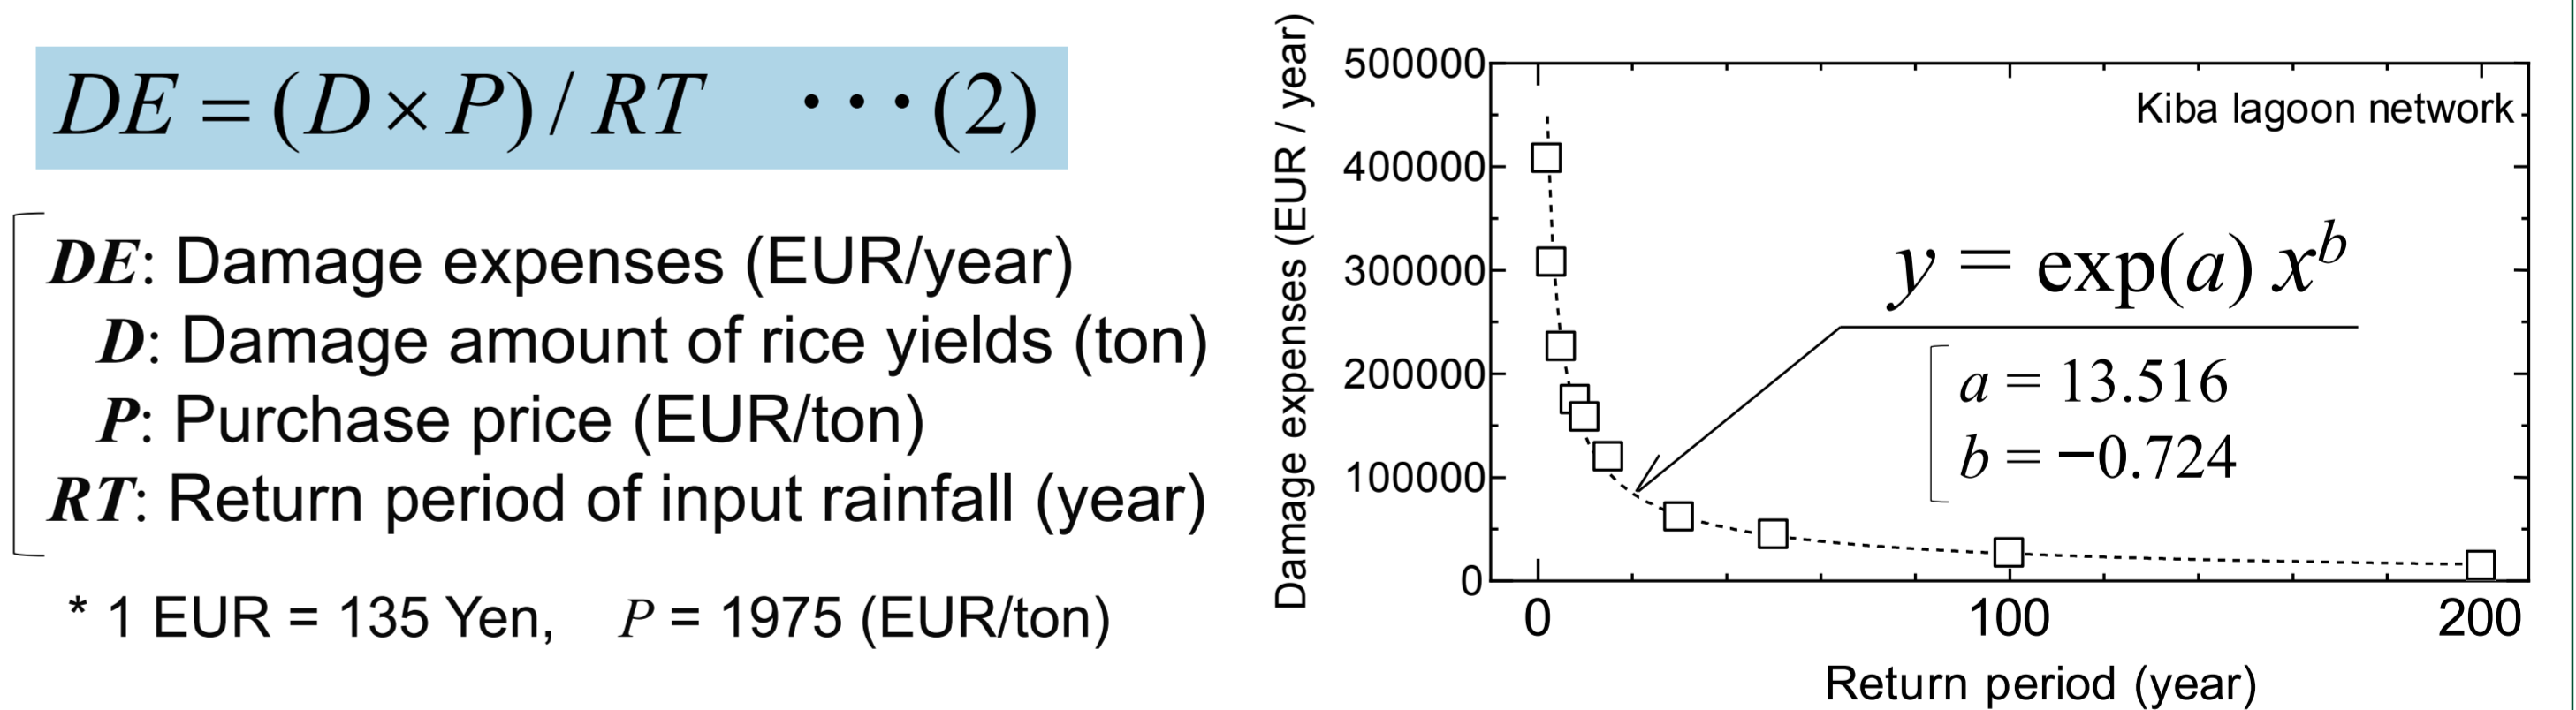 DE = (D × P) / RT ・・・(2)
DE: Damage expenses (EUR/year)
D: Damage amount of rice yields (ton)
P: Purchase price (EUR/ton)
RT: Return period of input rainfall (year)
* 1 EUR = 135 Yen, P = 1975 (EUR/ton)
Damage expenses (EUR / year)
500000
400000
300000
200000
100000
0
Kiba lagoon network
y = exp(a) x^b
a = 13.516
b = −0.724
0 100 200
Return period (year)